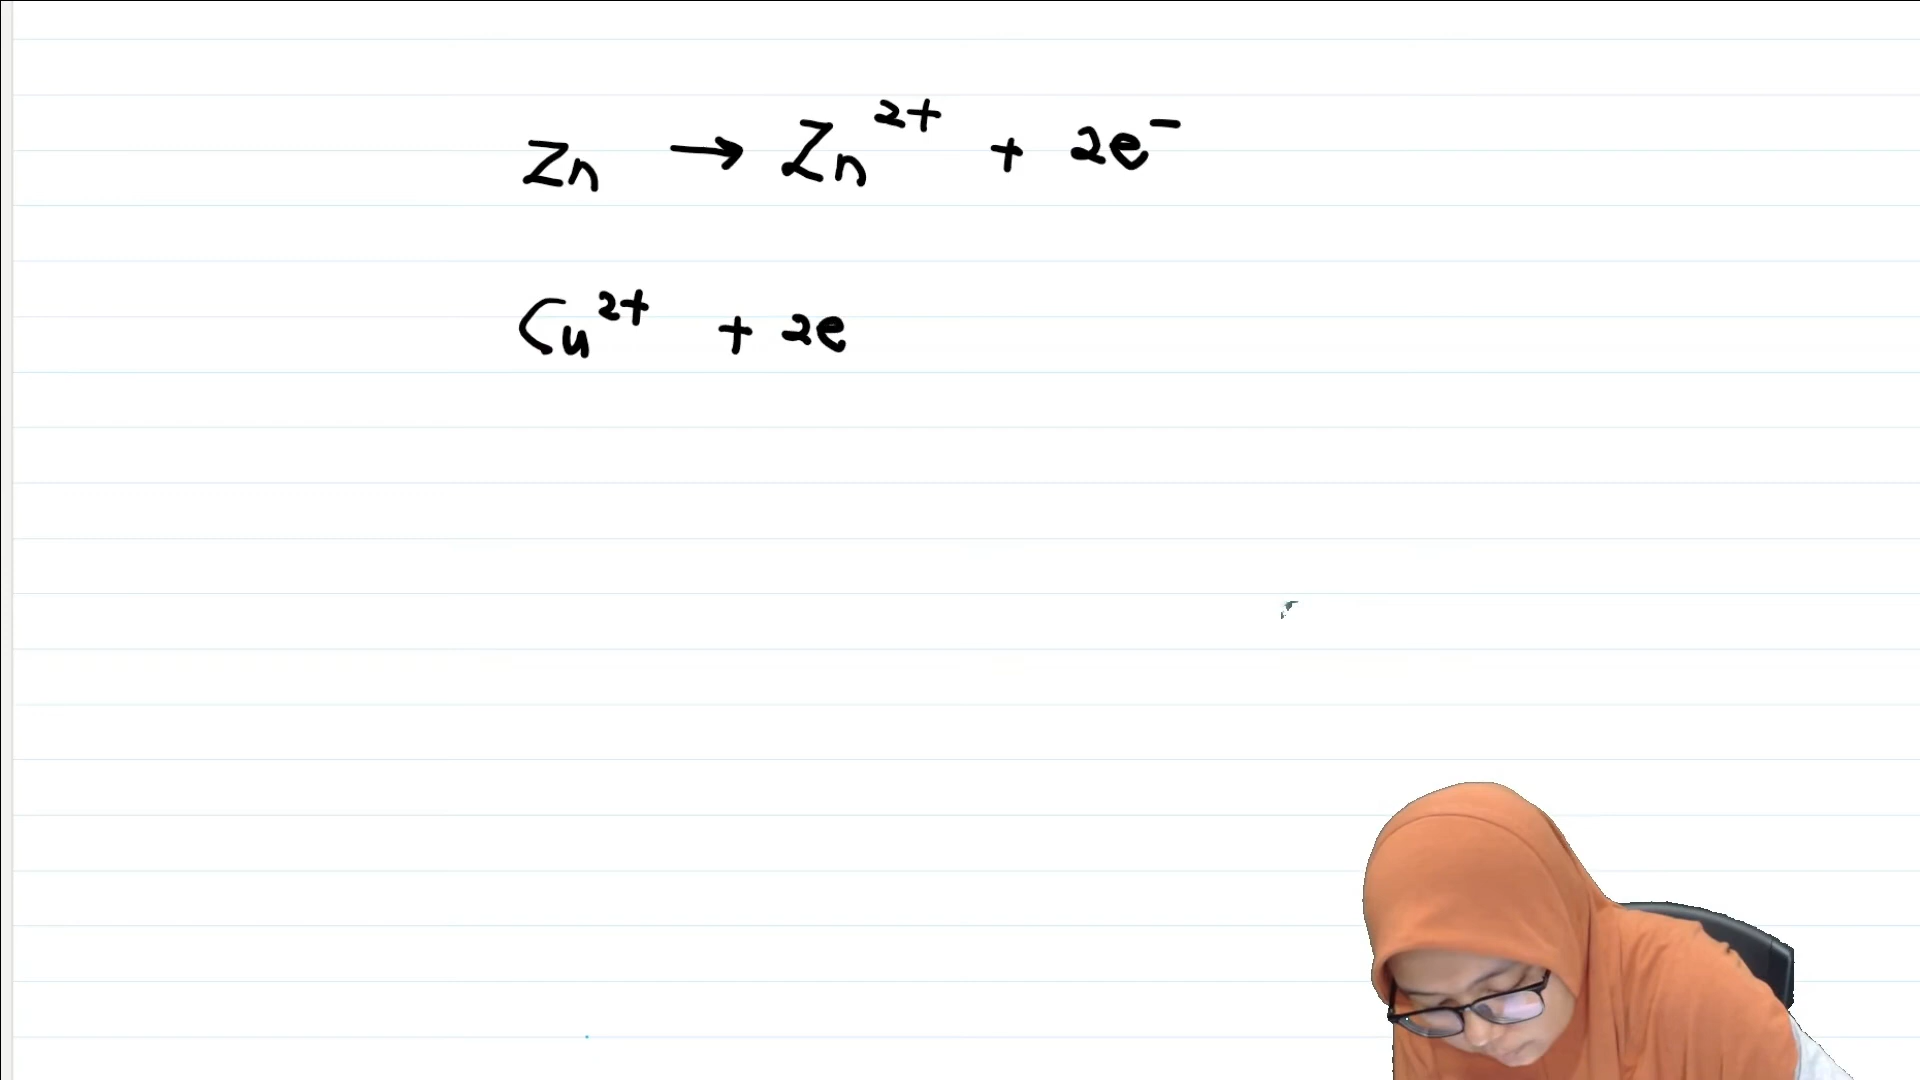 Zn → Zn²⁺ + 2e⁻
Cu²⁺ + 2e